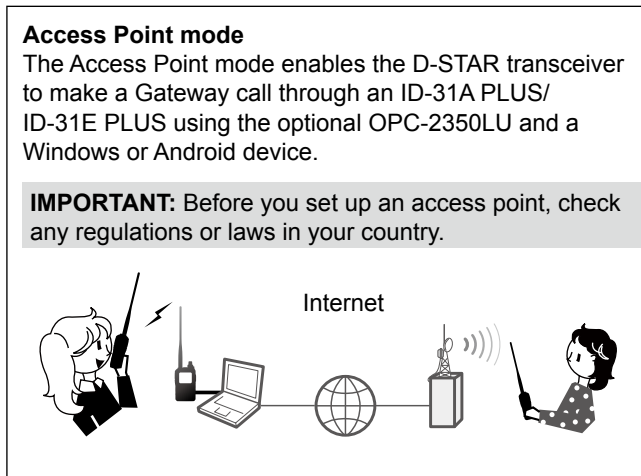 Access Point mode
The Access Point mode enables the D-STAR transceiver
to make a Gateway call through an ID-31A PLUS/
ID-31E PLUS using the optional OPC-2350LU and a
Windows or Android device.
IMPORTANT: Before you set up an access point, check
any regulations or laws in your country.
Internet